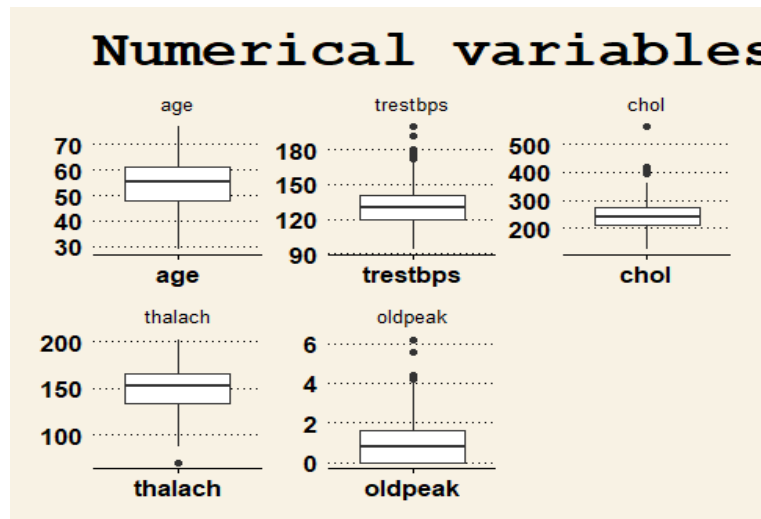 Numerical variables
age
trestbps
chol
70
60
50
40
30
180
150
120
90
500
400
300
200
age
trestbps
chol
thalach
oldpeak
200
150
100
6
4
2
0
thalach
oldpeak